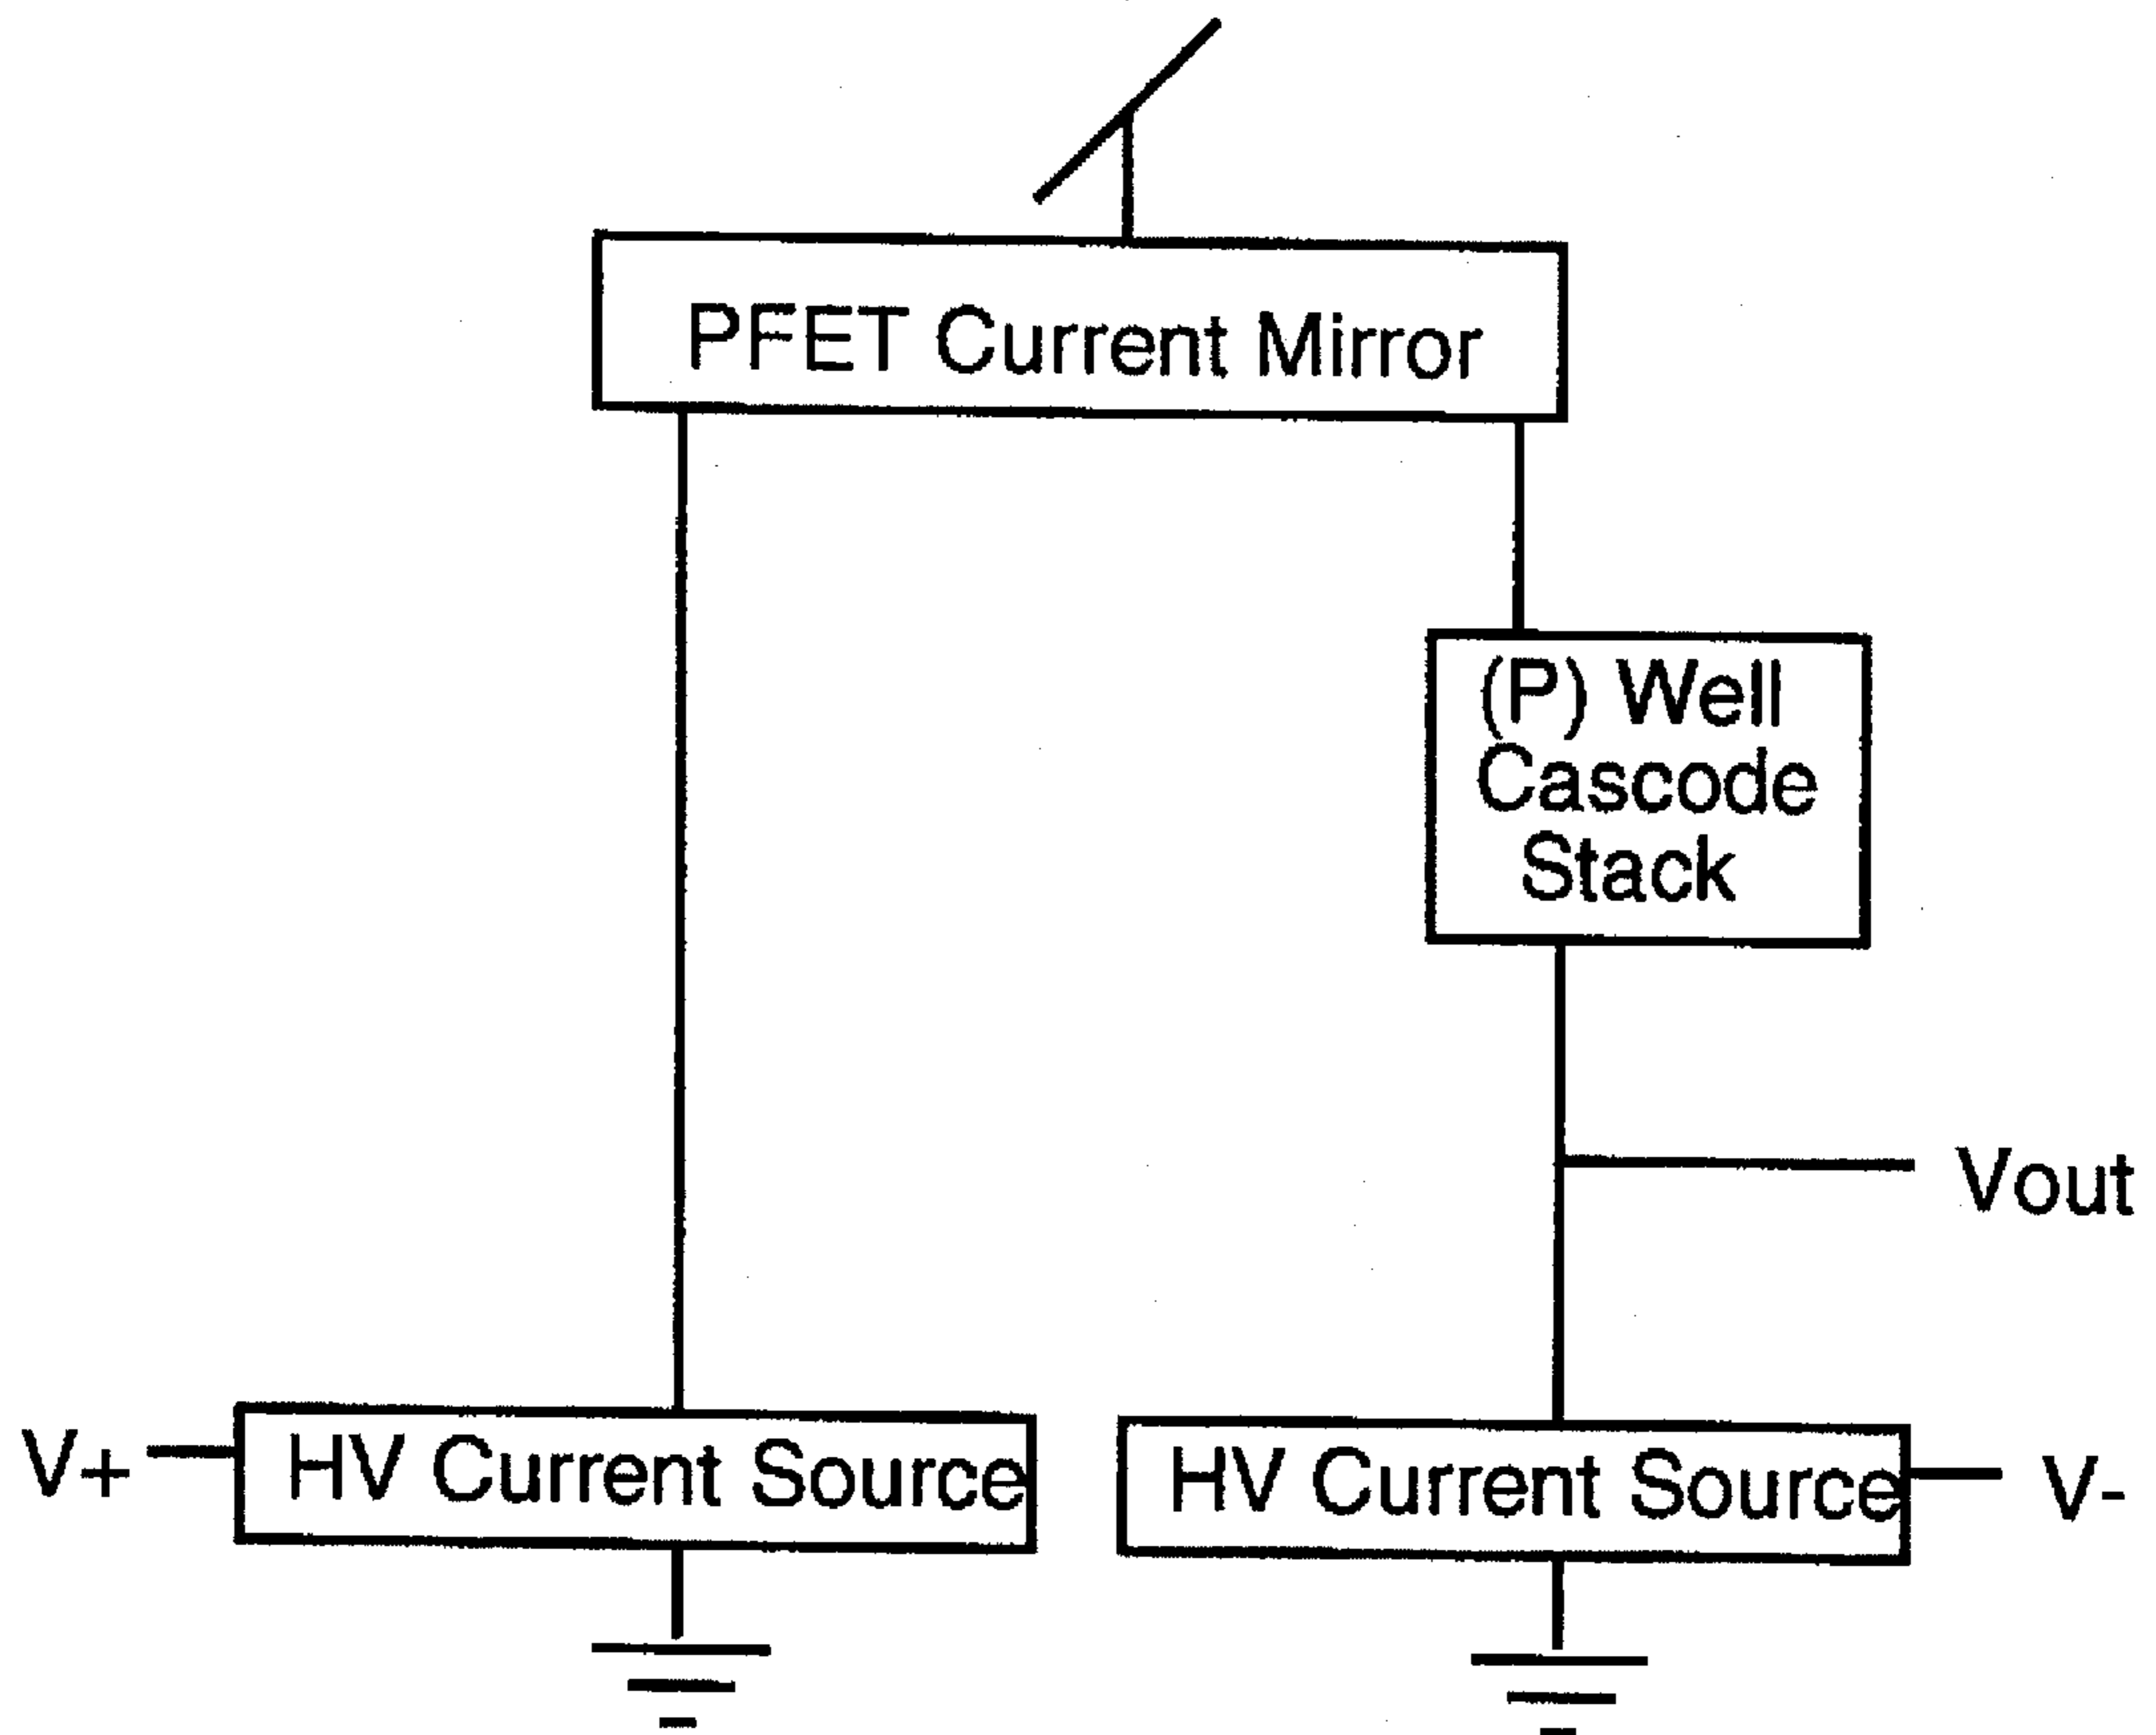 PFET Current Mirror
(P) Well
Cascode
Stack
Vout
V+
HV Current Source
HV Current Source
V-